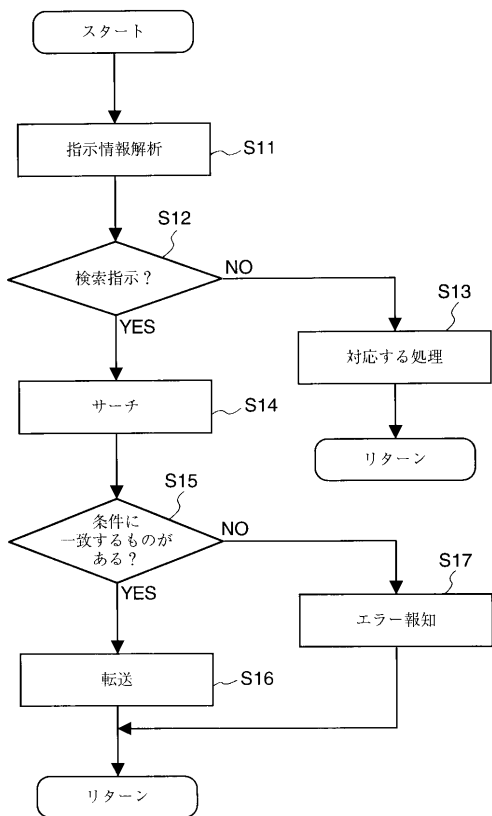 スタート
指示情報解析
S11
S12
検索指示？
NO
YES
S13
対応する処理
リターン
サーチ
S14
S15
条件に
一致するものが
ある？
NO
YES
S17
エラー報知
転送
S16
リターン